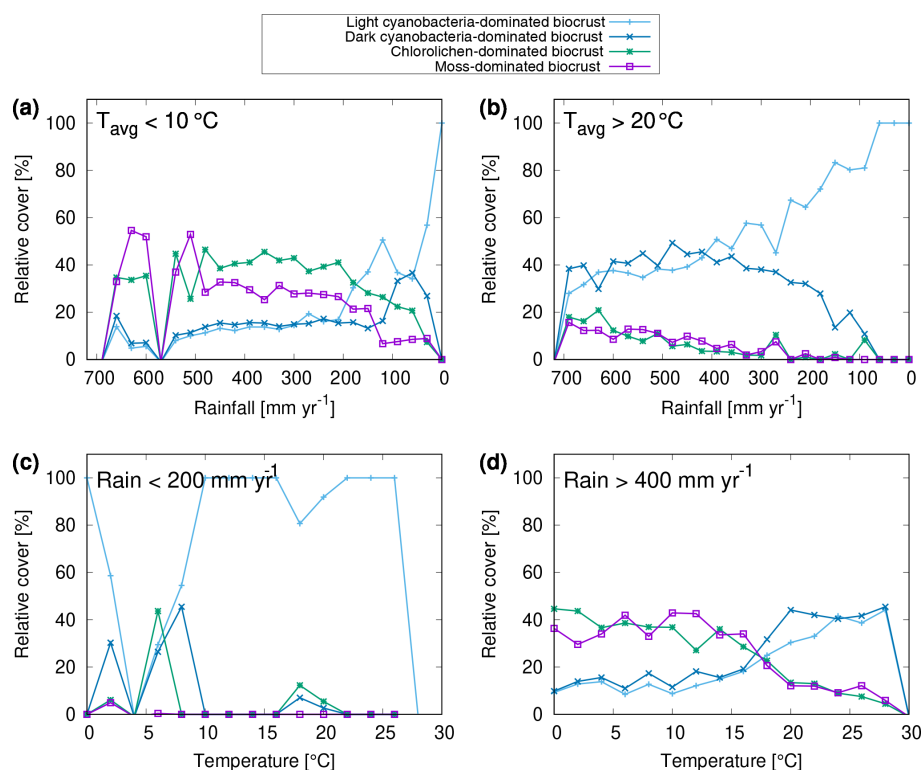 Light cyanobacteria-dominated biocrust
Dark cyanobacteria-dominated biocrust
Chlorolichen-dominated biocrust
Moss-dominated biocrust
(a)
T_avg < 10 °C
Relative cover [%]
100
80
60
40
20
0
700 600 500 400 300 200 100 0
Rainfall [mm yr⁻¹]
(b)
T_avg > 20 °C
Relative cover [%]
100
80
60
40
20
0
700 600 500 400 300 200 100 0
Rainfall [mm yr⁻¹]
(c)
Rain < 200 mm yr⁻¹
Relative cover [%]
100
80
60
40
20
0
0 5 10 15 20 25 30
Temperature [°C]
(d)
Rain > 400 mm yr⁻¹
Relative cover [%]
100
80
60
40
20
0
0 5 10 15 20 25 30
Temperature [°C]